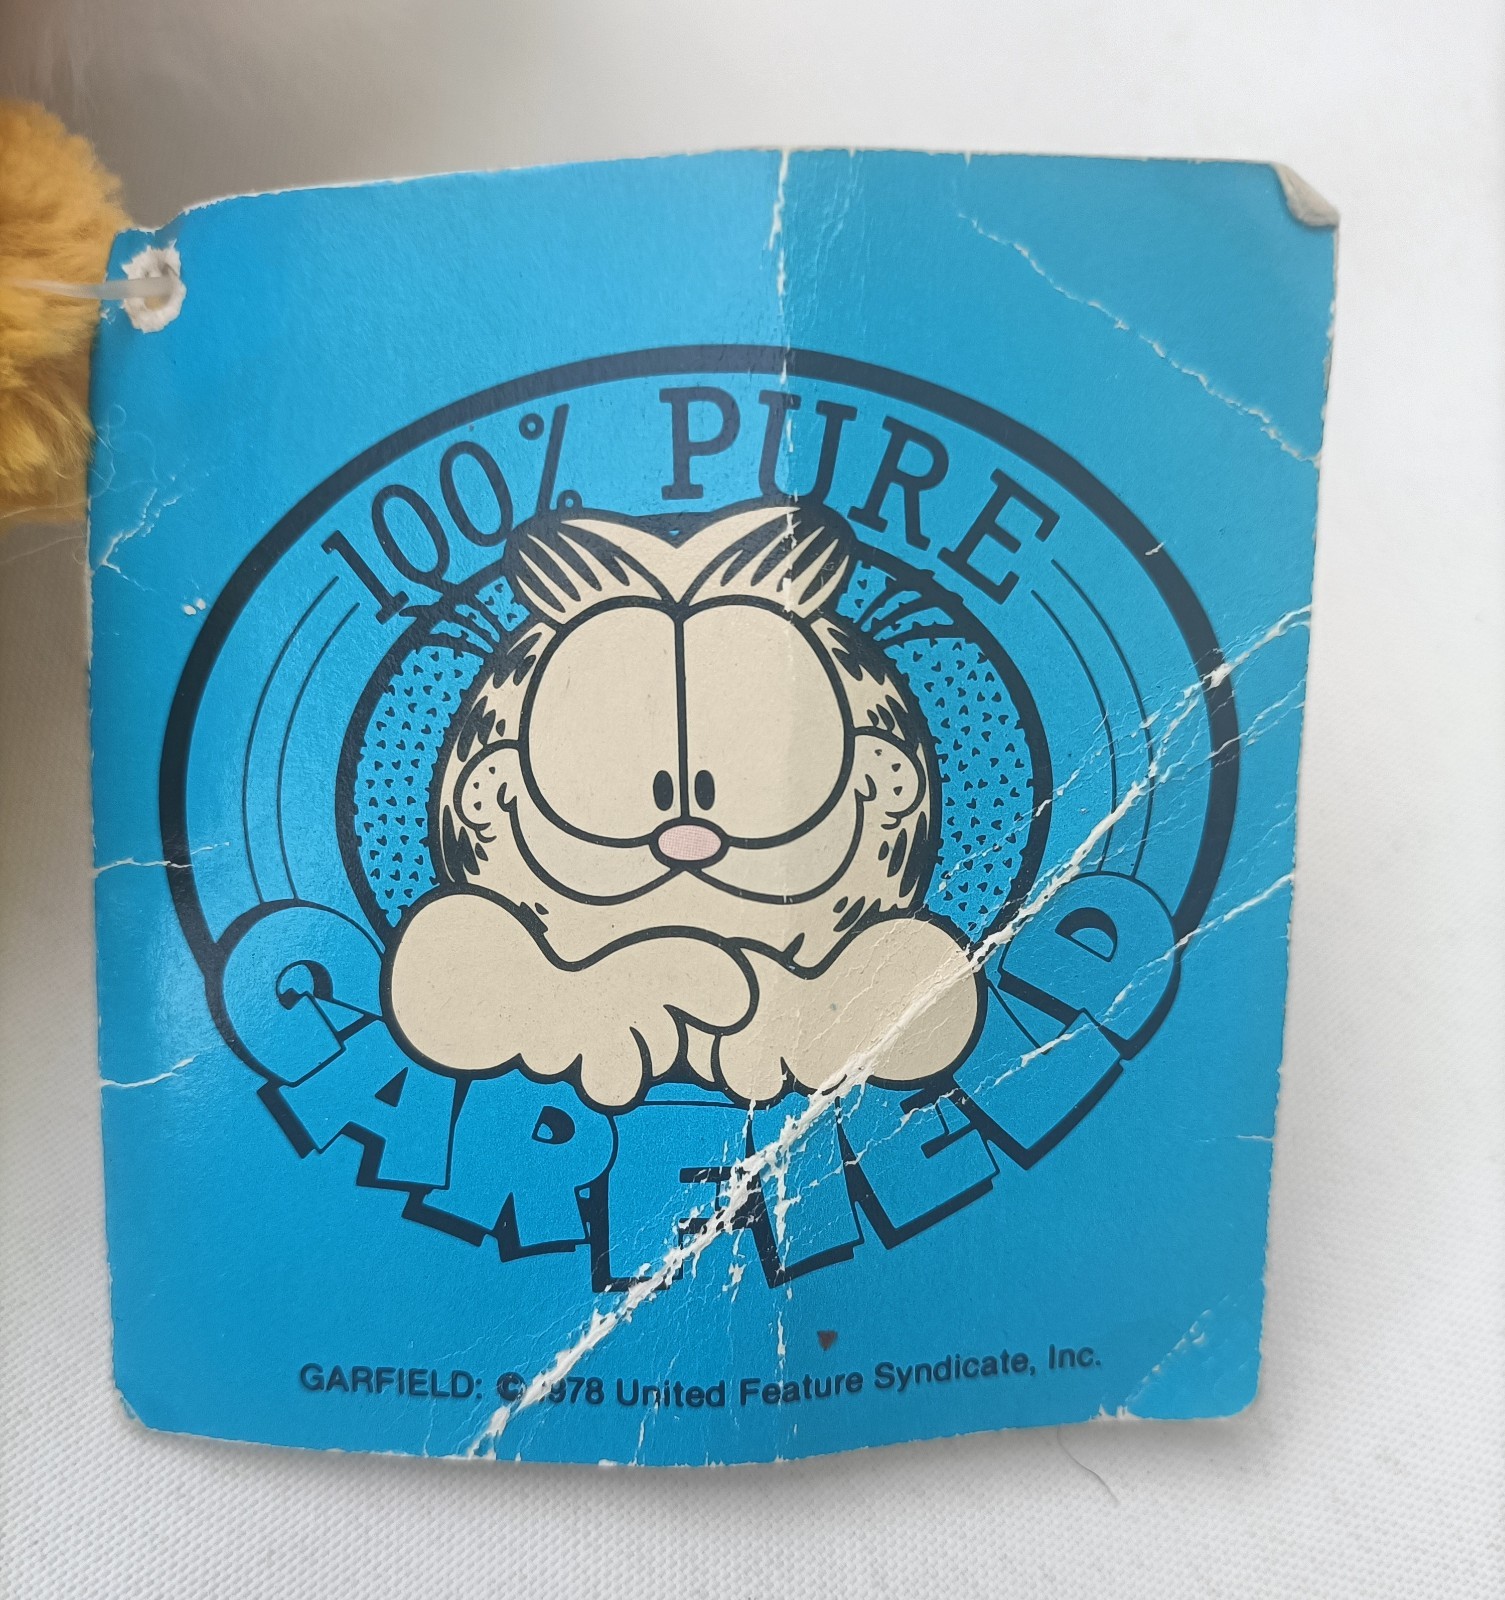 100% PURE
GARFIELD
GARFIELD: © 1978 United Feature Syndicate, Inc.